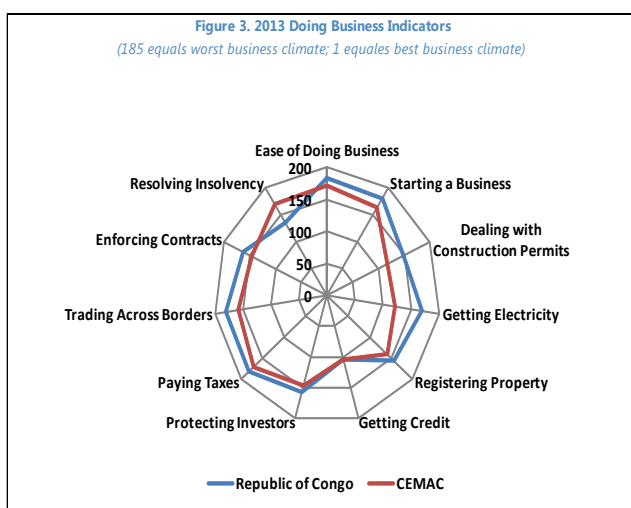 Figure 3. 2013 Doing Business Indicators
(185 equals worst business climate; 1 equales best business climate)
Ease of Doing Business
200
150
100
50
0
Starting a Business
Dealing with
Construction Permits
Getting Electricity
Registering Property
Getting Credit
Protecting Investors
Paying Taxes
Trading Across Borders
Enforcing Contracts
Resolving Insolvency
Republic of Congo
CEMAC